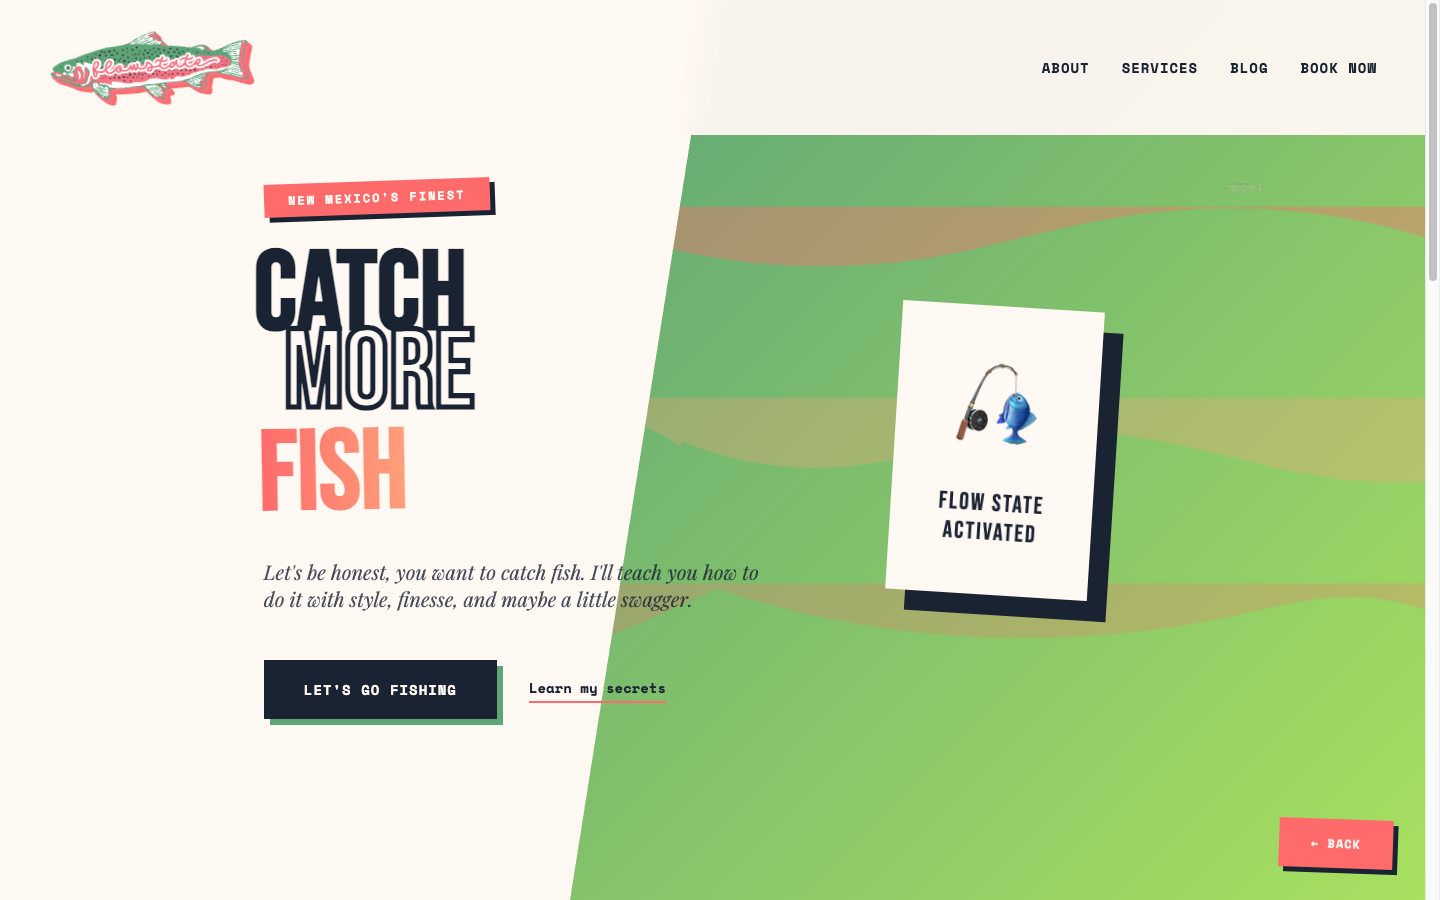 flowstate
ABOUT SERVICES BLOG BOOK NOW
NEW MEXICO'S FINEST
CATCH
MORE
FISH
Let's be honest, you want to catch fish. I'll teach you how to
do it with style, finesse, and maybe a little swagger.
LET'S GO FISHING
Learn my secrets
FLOW STATE
ACTIVATED
← BACK